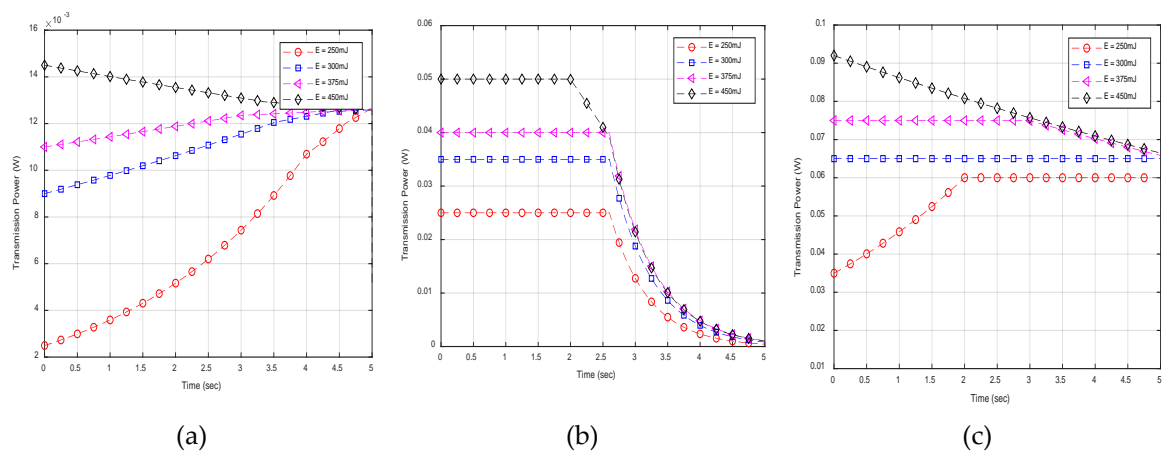 × 10 -3
16
14
12
10
8
6
4
2
0 0.5 1 1.5 2 2.5 3 3.5 4 4.5 5
Time (sec)
Transmission Power (W)
E = 250mJ
E = 300mJ
E = 375mJ
E = 450mJ
(a)
0.06
0.05
0.04
0.03
0.02
0.01
0
0 0.5 1 1.5 2 2.5 3 3.5 4 4.5 5
Time (sec)
Transmission Power (W)
E = 250mJ
E = 300mJ
E = 375mJ
E = 450mJ
(b)
0.1
0.09
0.08
0.07
0.06
0.05
0.04
0.03
0.02
0.01
0 0.5 1 1.5 2 2.5 3 3.5 4 4.5 5
Time (sec)
Transmission Power (W)
E = 250mJ
E = 300mJ
E = 375mJ
E = 450mJ
(c)